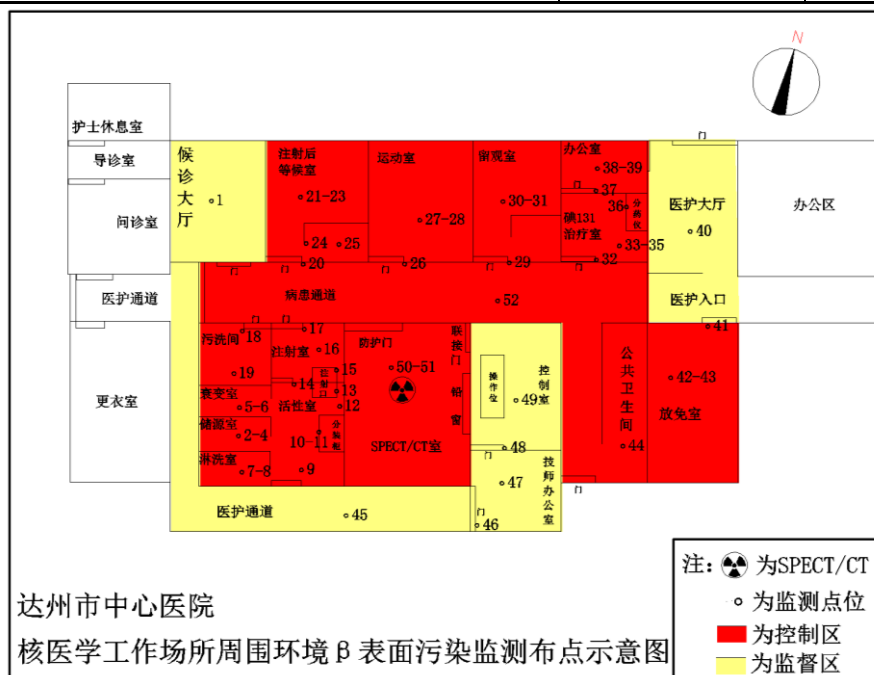 N
护士休息室
导诊室
问诊室
医护通道
更衣室
候诊大厅
1
注射后
等候室
21-23
24
25
运动室
27-28
留观室
30-31
办公室
38-39
门
37
36
分药仪
碘131
治疗室
33-35
32
门
门
医护大厅
40
办公区
门
20
门
26
门
29
病患通道
52
医护入口
41
门
门
17
污洗间
18
19
注射室
16
15
注射口
14
13
12
防护门
50-51
联接门
铅窗
操作位
控制室
49
48
公共卫生间
44
42-43
放免室
衰变室
5-6
储源室
2-4
淋洗室
7-8
活性室
10-11
分装柜
9
SPECT/CT室
门
47
技师办公室
门
46
门
医护通道
45
注:
为SPECT/CT
为监测点位
为控制区
为监督区
达州市中心医院
核医学工作场所周围环境β表面污染监测布点示意图